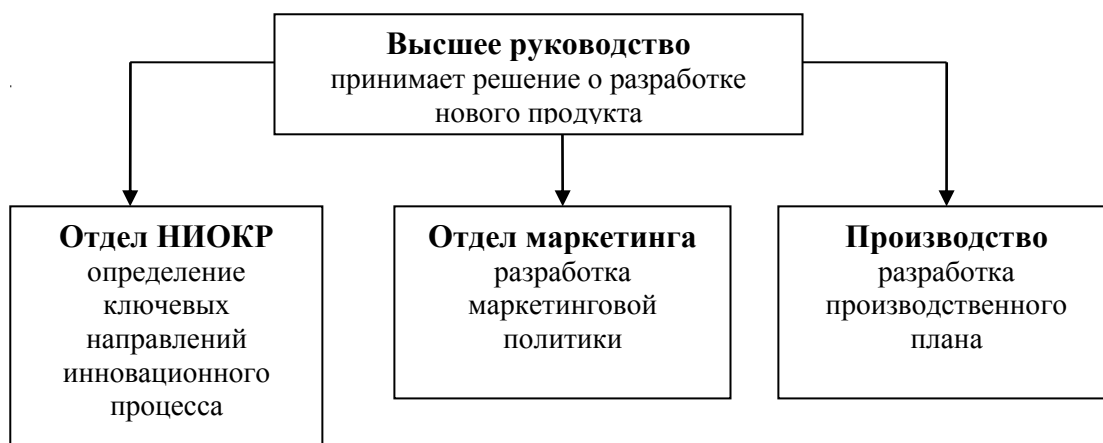 Высшее руководство
принимает решение о разработке
нового продукта
Отдел НИОКР
определение
ключевых
направлений
инновационного
процесса
Отдел маркетинга
разработка
маркетинговой
политики
Производство
разработка
производственного
плана